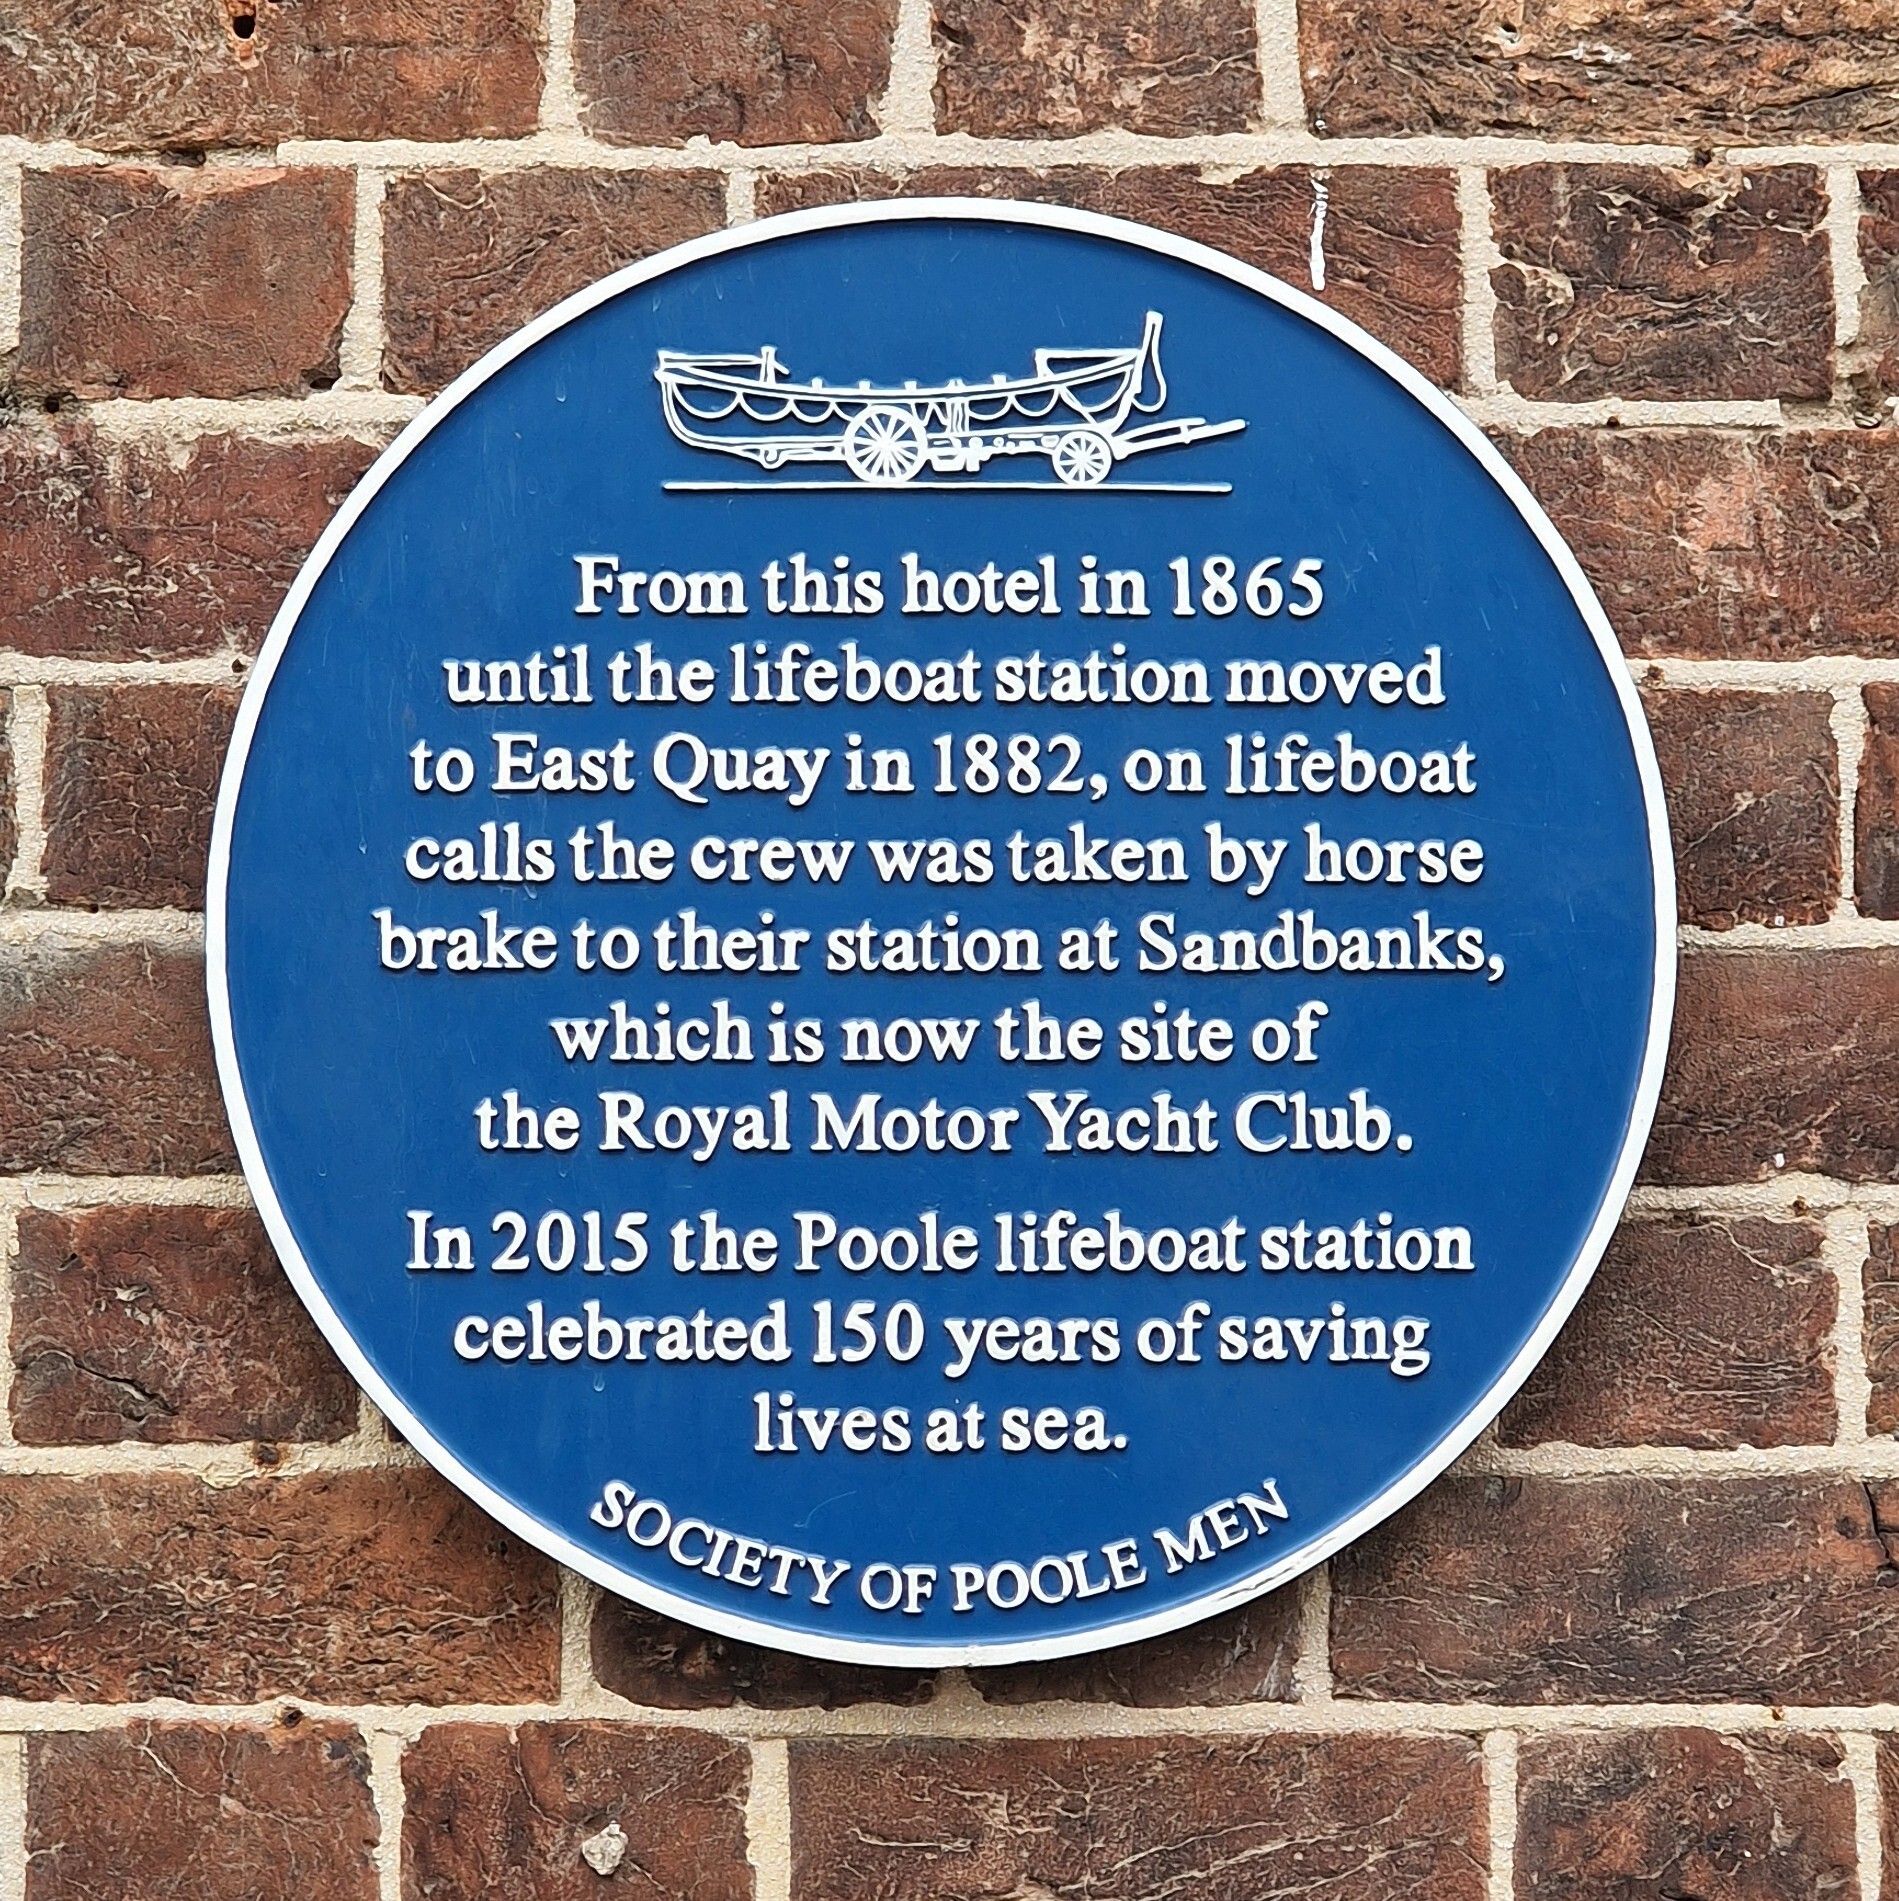 From this hotel in 1865
until the lifeboat station moved
to East Quay in 1882, on lifeboat
calls the crew was taken by horse
brake to their station at Sandbanks,
which is now the site of
the Royal Motor Yacht Club.
In 2015 the Poole lifeboat station
celebrated 150 years of saving
lives at sea.
SOCIETY OF POOLE MEN